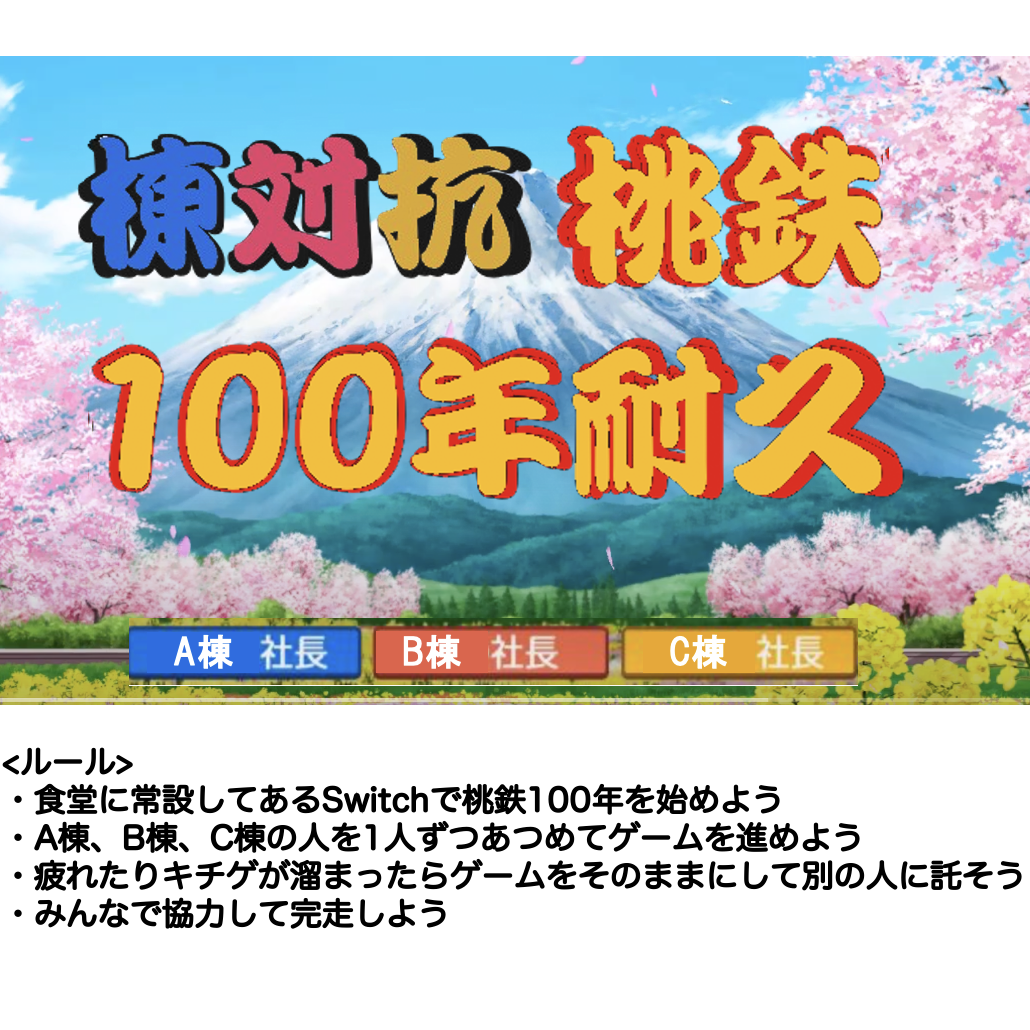 棟対抗 桃鉄
100年耐久
A棟 社長 B棟 社長 C棟 社長
<ルール>
・食堂に常設してあるSwitchで桃鉄100年を始めよう
・A棟、B棟、C棟の人を1人ずつあつめてゲームを進めよう
・疲れたりキチゲが溜まったらゲームをそのままにして別の人に託そう
・みんなで協力して完走しよう